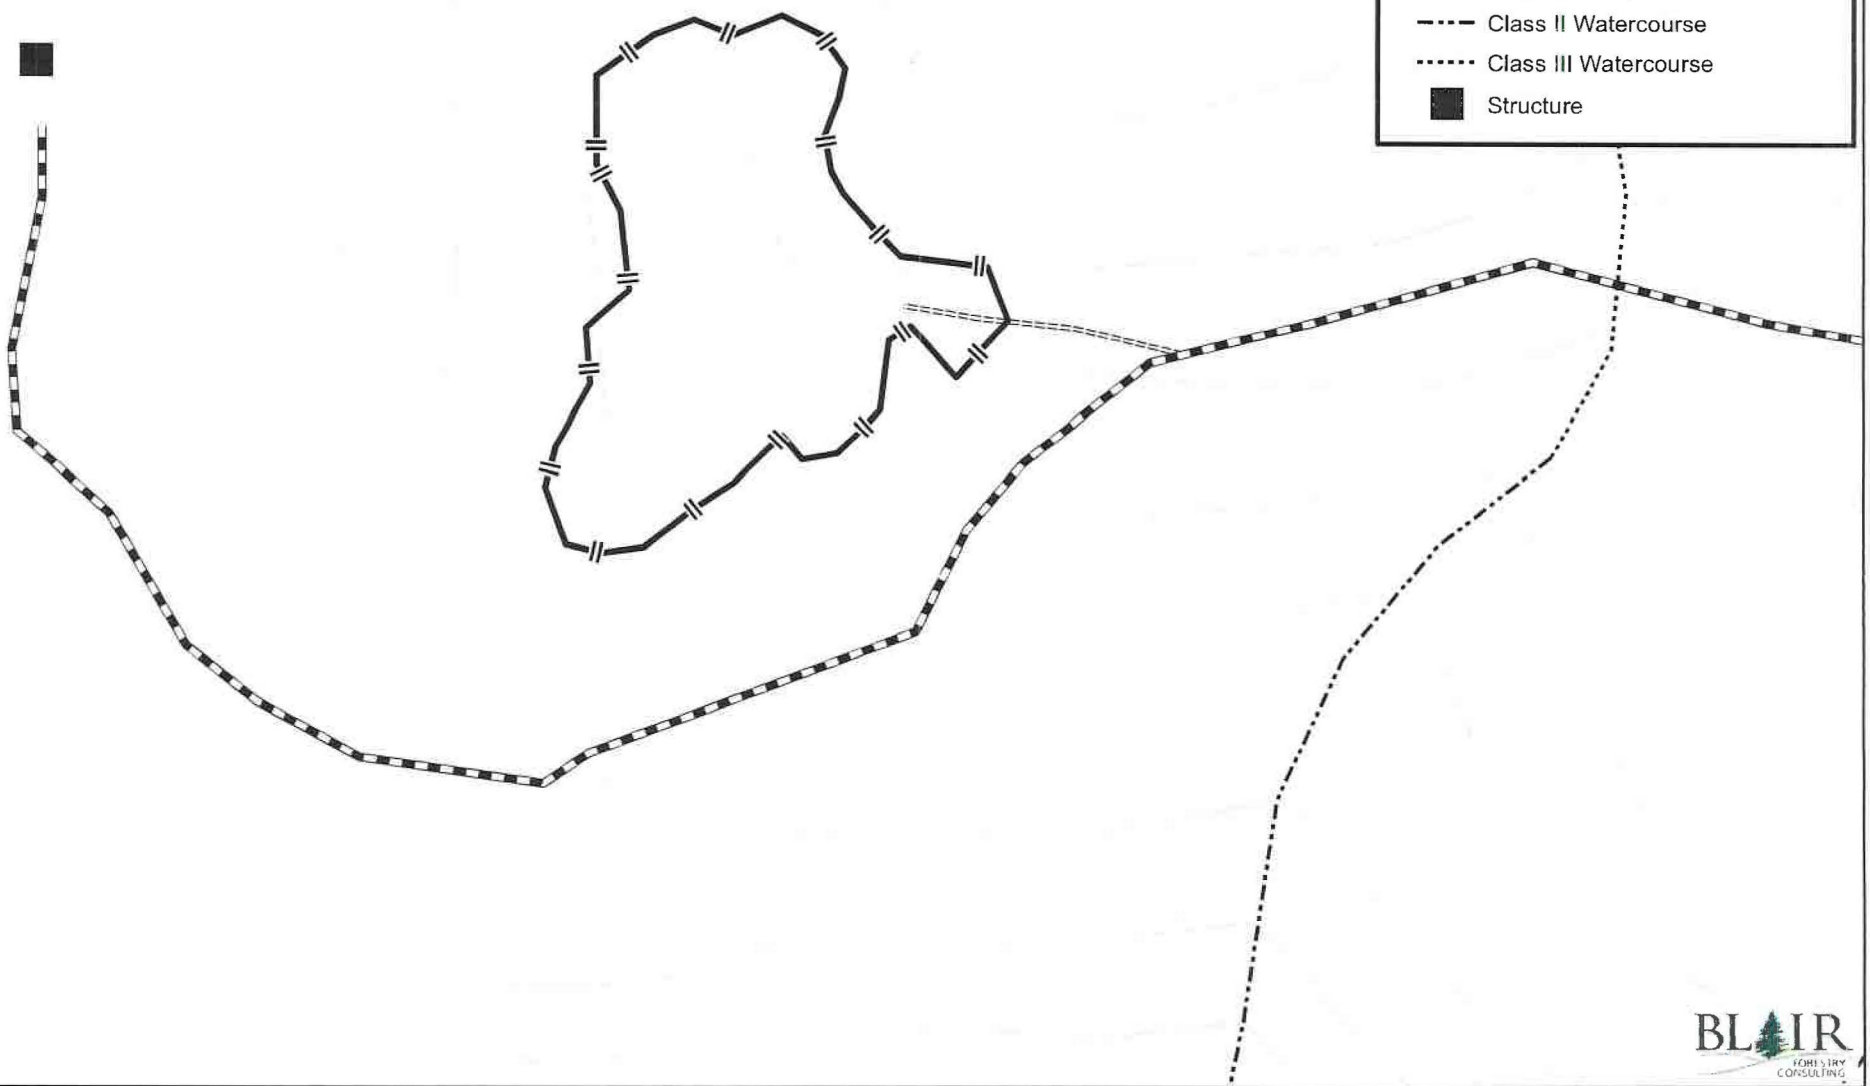 Class II Watercourse
Class III Watercourse
Structure
BLAIR
FORESTRY
CONSULTING